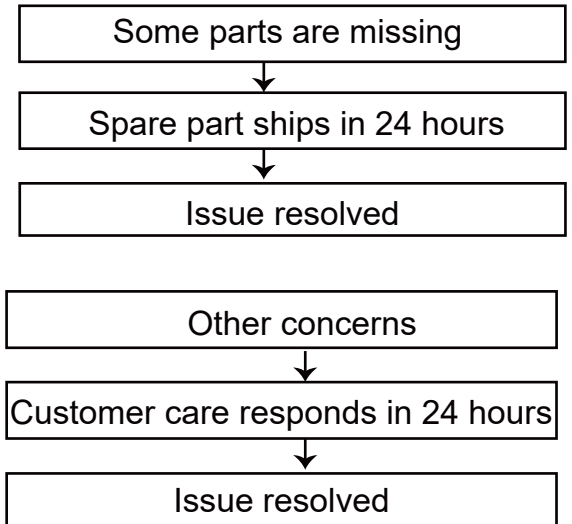 Some parts are missing
Spare part ships in 24 hours
Issue resolved
Other concerns
Customer care responds in 24 hours
Issue resolved